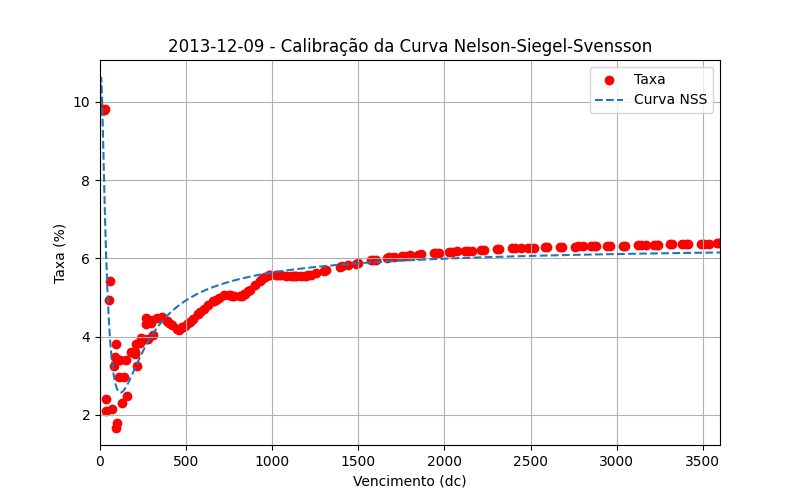 2013-12-09 - Calibração da Curva Nelson-Siegel-Svensson
Taxa
Curva NSS
Taxa (%)
10
8
6
4
2
0 500 1000 1500 2000 2500 3000 3500
Vencimento (dc)